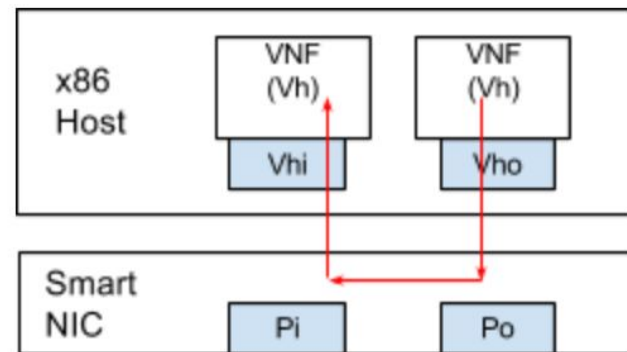 x86
Host
VNF
(Vh)
Vhi
VNF
(Vh)
Vho
Smart
NIC
Pi
Po